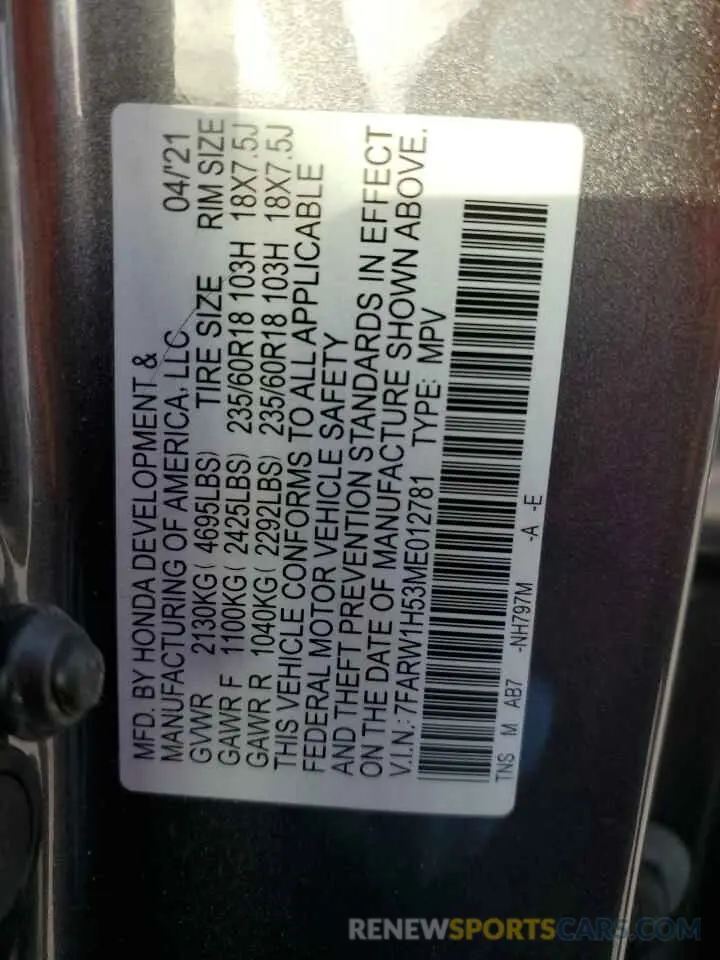 MFD. BY HONDA DEVELOPMENT &
MANUFACTURING OF AMERICA, LLC 04/'21
GVWR 2130KG( 4695LBS) TIRE SIZE RIM SIZE
GAWR F 1100KG( 2425LBS) 235/60R18 103H 18X7.5J
GAWR R 1040KG( 2292LBS) 235/60R18 103H 18X7.5J
THIS VEHICLE CONFORMS TO ALL APPLICABLE
FEDERAL MOTOR VEHICLE SAFETY
AND THEFT PREVENTION STANDARDS IN EFFECT
ON THE DATE OF MANUFACTURE SHOWN ABOVE.
V.I.N.: 7FARW1H53ME012781 TYPE: MPV
TNS M AB7 -NH797M -A -E
RENEWSPORTSCARS.COM